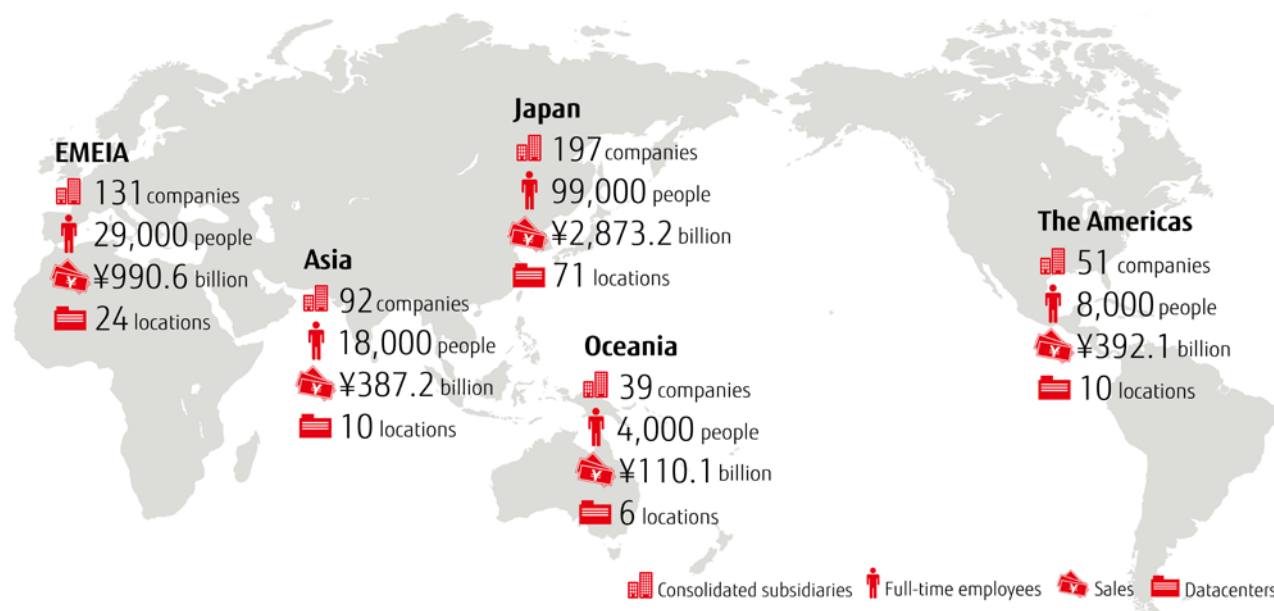 EMEIA
131 companies
29,000 people
¥990.6 billion
24 locations
Asia
92 companies
18,000 people
¥387.2 billion
10 locations
Japan
197 companies
99,000 people
¥2,873.2 billion
71 locations
Oceania
39 companies
4,000 people
¥110.1 billion
6 locations
The Americas
51 companies
8,000 people
¥392.1 billion
10 locations
Consolidated subsidiaries Full-time employees Sales Datacenters